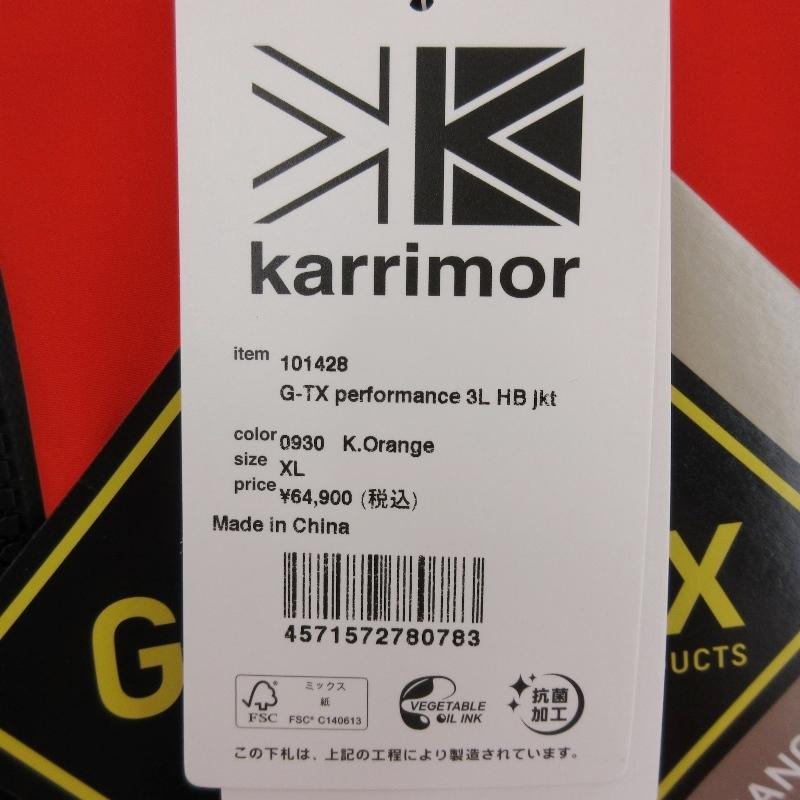 karrimor
item 101428
G-TX performance 3L HB jkt
color 0930 K.Orange
size XL
price ¥64,900 (税込)
Made in China
4571572780783
FSC
ミックス
紙
FSC® C140613
VEGETABLE
OIL INK
抗菌
加工
この下札は、上記の工程により製造されています。
G
X
UCTS
ANC